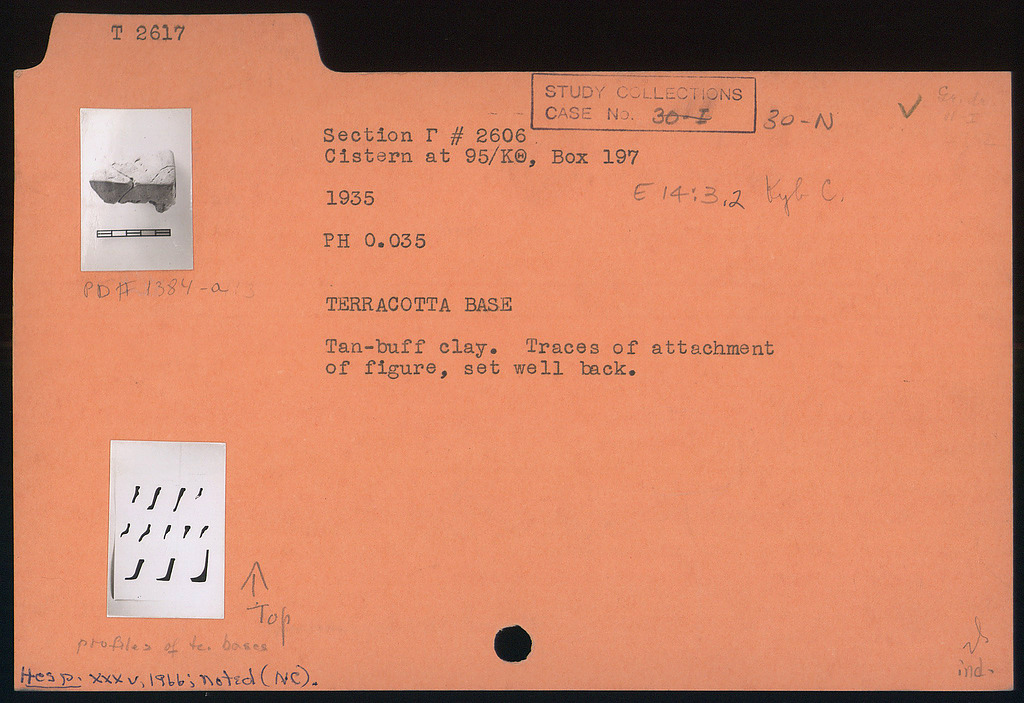 T 2617
STUDY COLLECTIONS
CASE No. 30-I
30-N
Section Γ # 2606
Cistern at 95/ΚΘ, Box 197
1935
E 14:3,2 Kyb C.
PH 0.035
PD# 1384-a
TERRACOTTA BASE
Tan-buff clay. Traces of attachment
of figure, set well back.
Top
profiles of tc. bases
Hesp. XXXV, 1966; noted (NC).
ind.